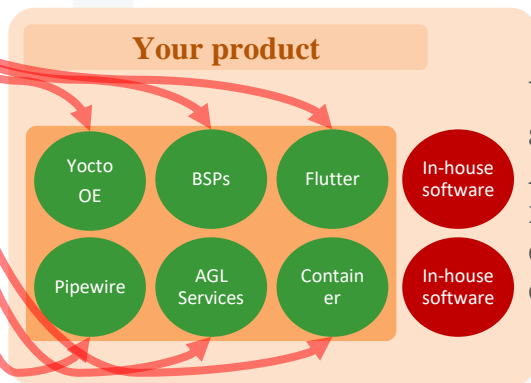 Your product
Yocto
OE
BSPs
Flutter
In-house
software
Pipewire
AGL
Services
Contain
er
In-house
software